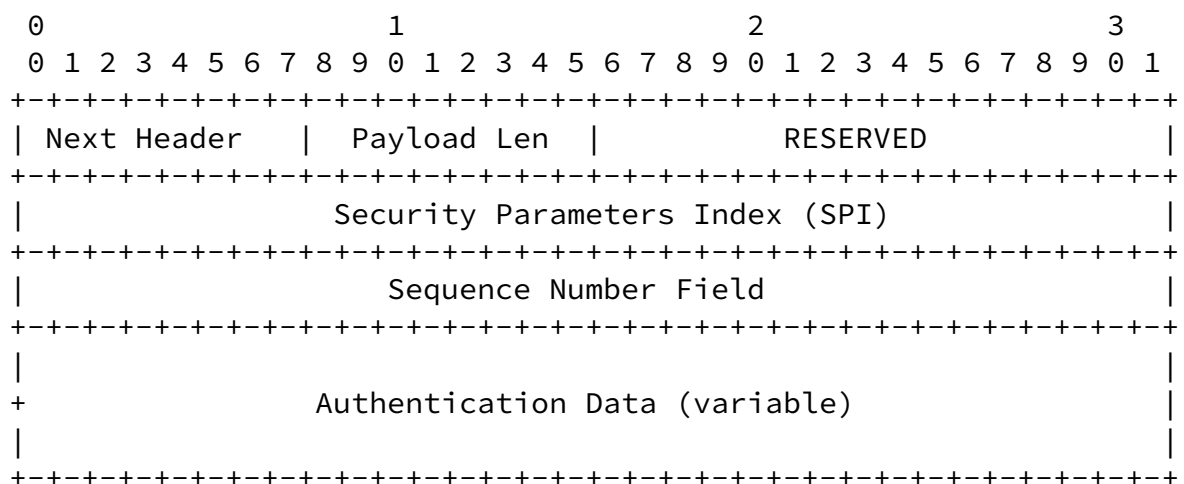 0                   1                   2                   3
0 1 2 3 4 5 6 7 8 9 0 1 2 3 4 5 6 7 8 9 0 1 2 3 4 5 6 7 8 9 0 1
+-+-+-+-+-+-+-+-+-+-+-+-+-+-+-+-+-+-+-+-+-+-+-+-+-+-+-+-+-+-+-+-+
| Next Header   |  Payload Len  |          RESERVED             |
+-+-+-+-+-+-+-+-+-+-+-+-+-+-+-+-+-+-+-+-+-+-+-+-+-+-+-+-+-+-+-+-+
|                 Security Parameters Index (SPI)               |
+-+-+-+-+-+-+-+-+-+-+-+-+-+-+-+-+-+-+-+-+-+-+-+-+-+-+-+-+-+-+-+-+
|                    Sequence Number Field                      |
+-+-+-+-+-+-+-+-+-+-+-+-+-+-+-+-+-+-+-+-+-+-+-+-+-+-+-+-+-+-+-+-+
|                                                               |
+                Authentication Data (variable)                 |
|                                                               |
+-+-+-+-+-+-+-+-+-+-+-+-+-+-+-+-+-+-+-+-+-+-+-+-+-+-+-+-+-+-+-+-+